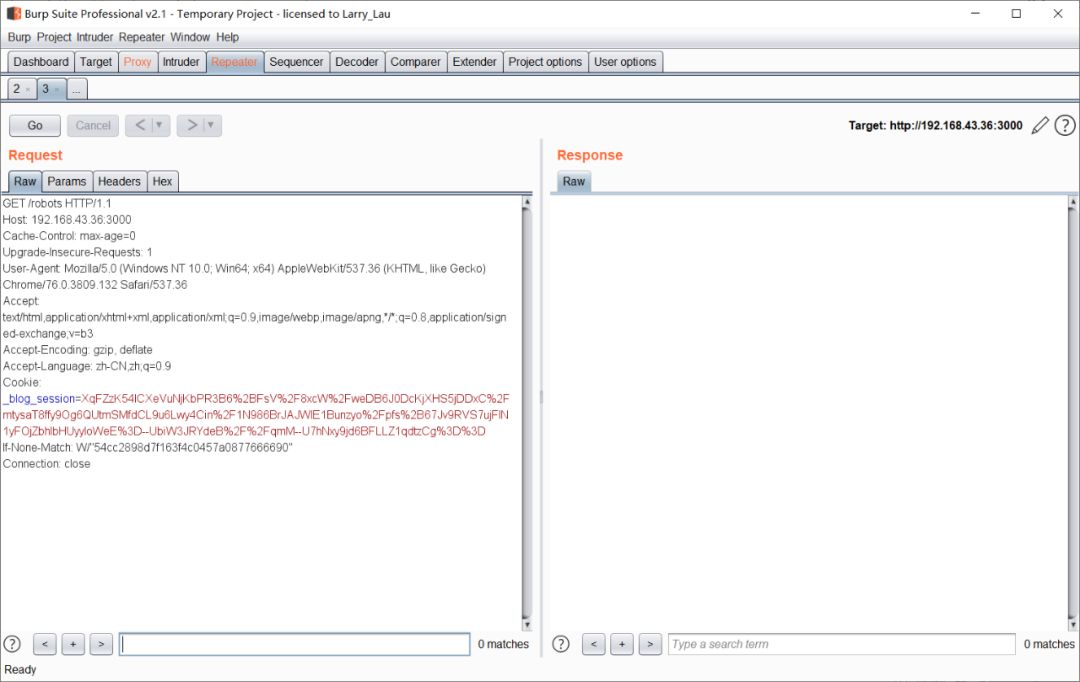 Burp Suite Professional v2.1 - Temporary Project - licensed to Larry_Lau
Burp Project Intruder Repeater Window Help
Dashboard Target Proxy Intruder Repeater Sequencer Decoder Comparer Extender Project options User options
2 × 3 × ...
Go Cancel < > Target: http://192.168.43.36:3000 ?
Request
Raw Params Headers Hex
GET /robots HTTP/1.1
Host: 192.168.43.36:3000
Cache-Control: max-age=0
Upgrade-Insecure-Requests: 1
User-Agent: Mozilla/5.0 (Windows NT 10.0; Win64; x64) AppleWebKit/537.36 (KHTML, like Gecko)
Chrome/76.0.3809.132 Safari/537.36
Accept:
text/html,application/xhtml+xml,application/xml;q=0.9,image/webp,image/apng,*/*;q=0.8,application/sign
ed-exchange;v=b3
Accept-Encoding: gzip, deflate
Accept-Language: zh-CN,zh;q=0.9
Cookie:
_blog_session=XqFZzK54ICXeVuNjKbPR3B6%2BFsV%2F8xcW%2FweDB6J0DcKjXHS5jDDxC%2F
mtysaT8ffy9Og6QUtmSMfdCL9u6Lwy4Cin%2F1N986BrJAJWlE1Bunzyo%2Fpfs%2B67Jv9RVS7ujFlN
1yFOjZbhlbHUyyloWeE%3D--UbiW3JRYdeB%2F%2FqmM--U7hNxy9jd6BFLLZ1qdtzCg%3D%3D
If-None-Match: W/"54cc2898d7f163f4c0457a0877666690"
Connection: close
? < + > 0 matches
Response
Raw
? < + > Type a search term 0 matches
Ready